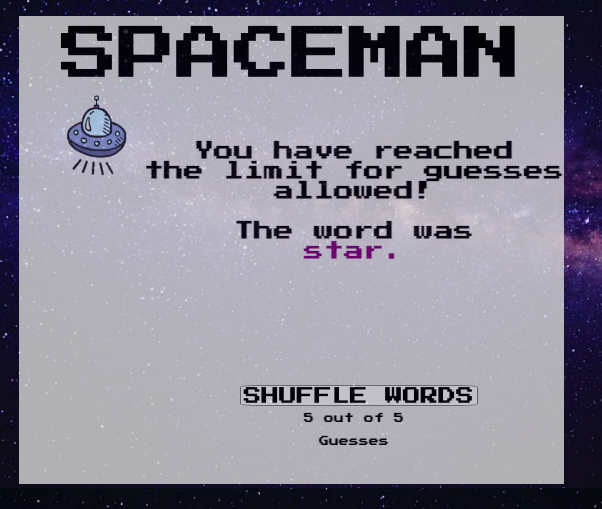 SPACEMAN
You have reached
the limit for guesses
allowed!
The word was
star.
SHUFFLE WORDS
5 out of 5
Guesses